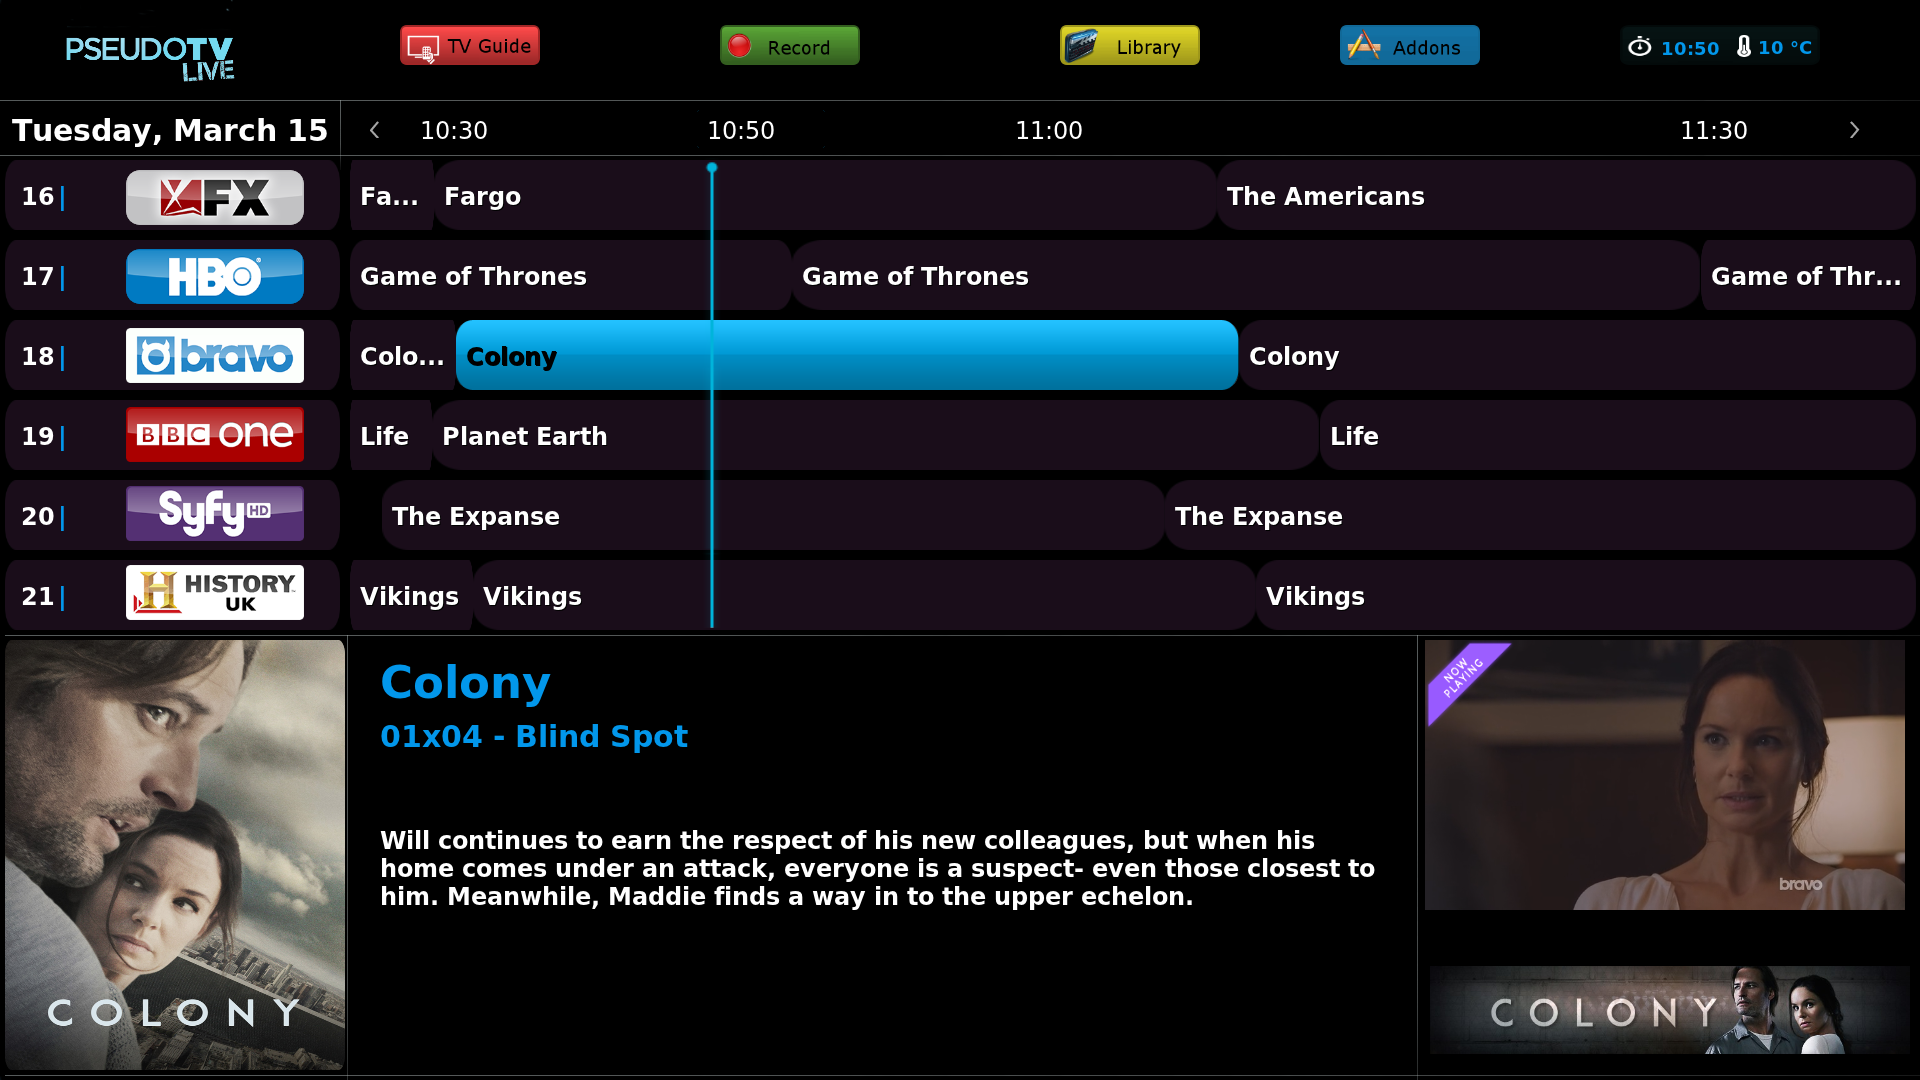 PSEUDOTV
LIVE
TV Guide
Record
Library
Addons
10:50
10 °C
Tuesday, March 15
10:30
10:50
11:00
11:30
16|
FX
Fa...
Fargo
The Americans
17|
HBO
Game of Thrones
Game of Thrones
Game of Thr...
18|
bravo
Colo...
Colony
Colony
19|
BBC one
Life
Planet Earth
Life
20|
Syfy HD
The Expanse
The Expanse
21|
H HISTORY
UK
Vikings
Vikings
Vikings
COLONY
Colony
01x04 - Blind Spot
Will continues to earn the respect of his new colleagues, but when his
home comes under an attack, everyone is a suspect- even those closest to
him. Meanwhile, Maddie finds a way in to the upper echelon.
NOW
PLAYING
bravo
COLONY